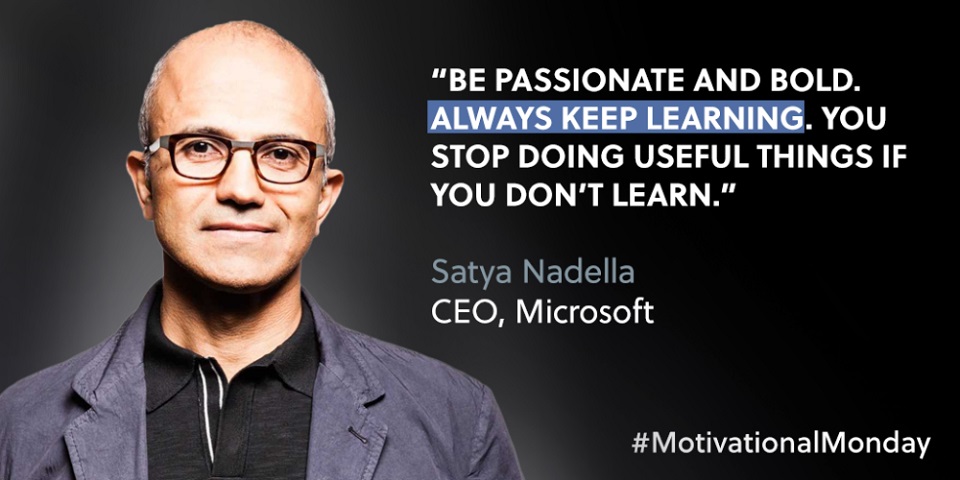 “BE PASSIONATE AND BOLD.
ALWAYS KEEP LEARNING. YOU
STOP DOING USEFUL THINGS IF
YOU DON’T LEARN.”
Satya Nadella
CEO, Microsoft
#MotivationalMonday